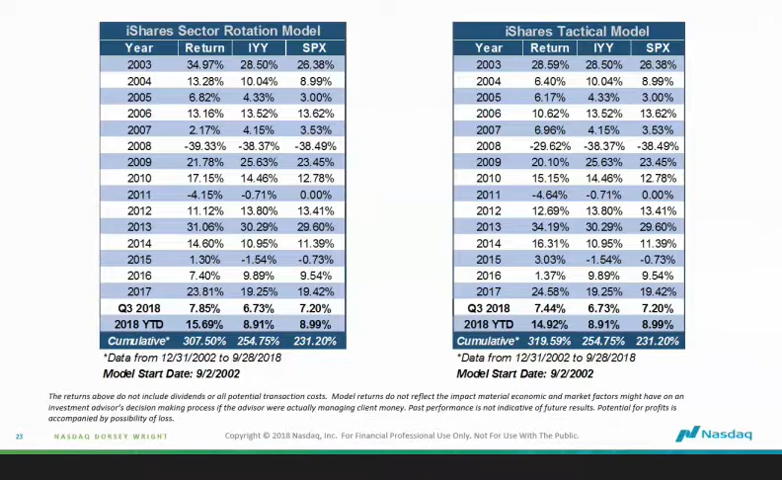 iShares Sector Rotation Model
Year Return IYY SPX
2003 34.97% 28.50% 26.38%
2004 13.28% 10.04% 8.99%
2005 6.82% 4.33% 3.00%
2006 13.16% 13.52% 13.62%
2007 2.17% 4.15% 3.53%
2008 -39.33% -38.37% -38.49%
2009 21.78% 25.63% 23.45%
2010 17.15% 14.46% 12.78%
2011 -4.15% -0.71% 0.00%
2012 11.12% 13.80% 13.41%
2013 31.06% 30.29% 29.60%
2014 14.60% 10.95% 11.39%
2015 1.30% -1.54% -0.73%
2016 7.40% 9.89% 9.54%
2017 23.81% 19.25% 19.42%
Q3 2018 7.85% 6.73% 7.20%
2018 YTD 15.69% 8.91% 8.99%
Cumulative* 307.50% 254.75% 231.20%
*Data from 12/31/2002 to 9/28/2018
Model Start Date: 9/2/2002
iShares Tactical Model
Year Return IYY SPX
2003 28.59% 28.50% 26.38%
2004 6.40% 10.04% 8.99%
2005 6.17% 4.33% 3.00%
2006 10.62% 13.52% 13.62%
2007 6.96% 4.15% 3.53%
2008 -29.62% -38.37% -38.49%
2009 20.10% 25.63% 23.45%
2010 15.15% 14.46% 12.78%
2011 -4.64% -0.71% 0.00%
2012 12.69% 13.80% 13.41%
2013 34.19% 30.29% 29.60%
2014 16.31% 10.95% 11.39%
2015 3.03% -1.54% -0.73%
2016 1.37% 9.89% 9.54%
2017 24.58% 19.25% 19.42%
Q3 2018 7.44% 6.73% 7.20%
2018 YTD 14.92% 8.91% 8.99%
Cumulative* 319.59% 254.75% 231.20%
*Data from 12/31/2002 to 9/28/2018
Model Start Date: 9/2/2002
The returns above do not include dividends or all potential transaction costs. Model returns do not reflect the impact material economic and market factors might have on an
investment advisor's decision making process if the advisor were actually managing client money. Past performance is not indicative of future results. Potential for profits is
accompanied by possibility of loss.
23 NASDAQ DORSEY WRIGHT Copyright © 2018 Nasdaq, Inc. For Financial Professional Use Only. Not For Use With The Public. Nasdaq